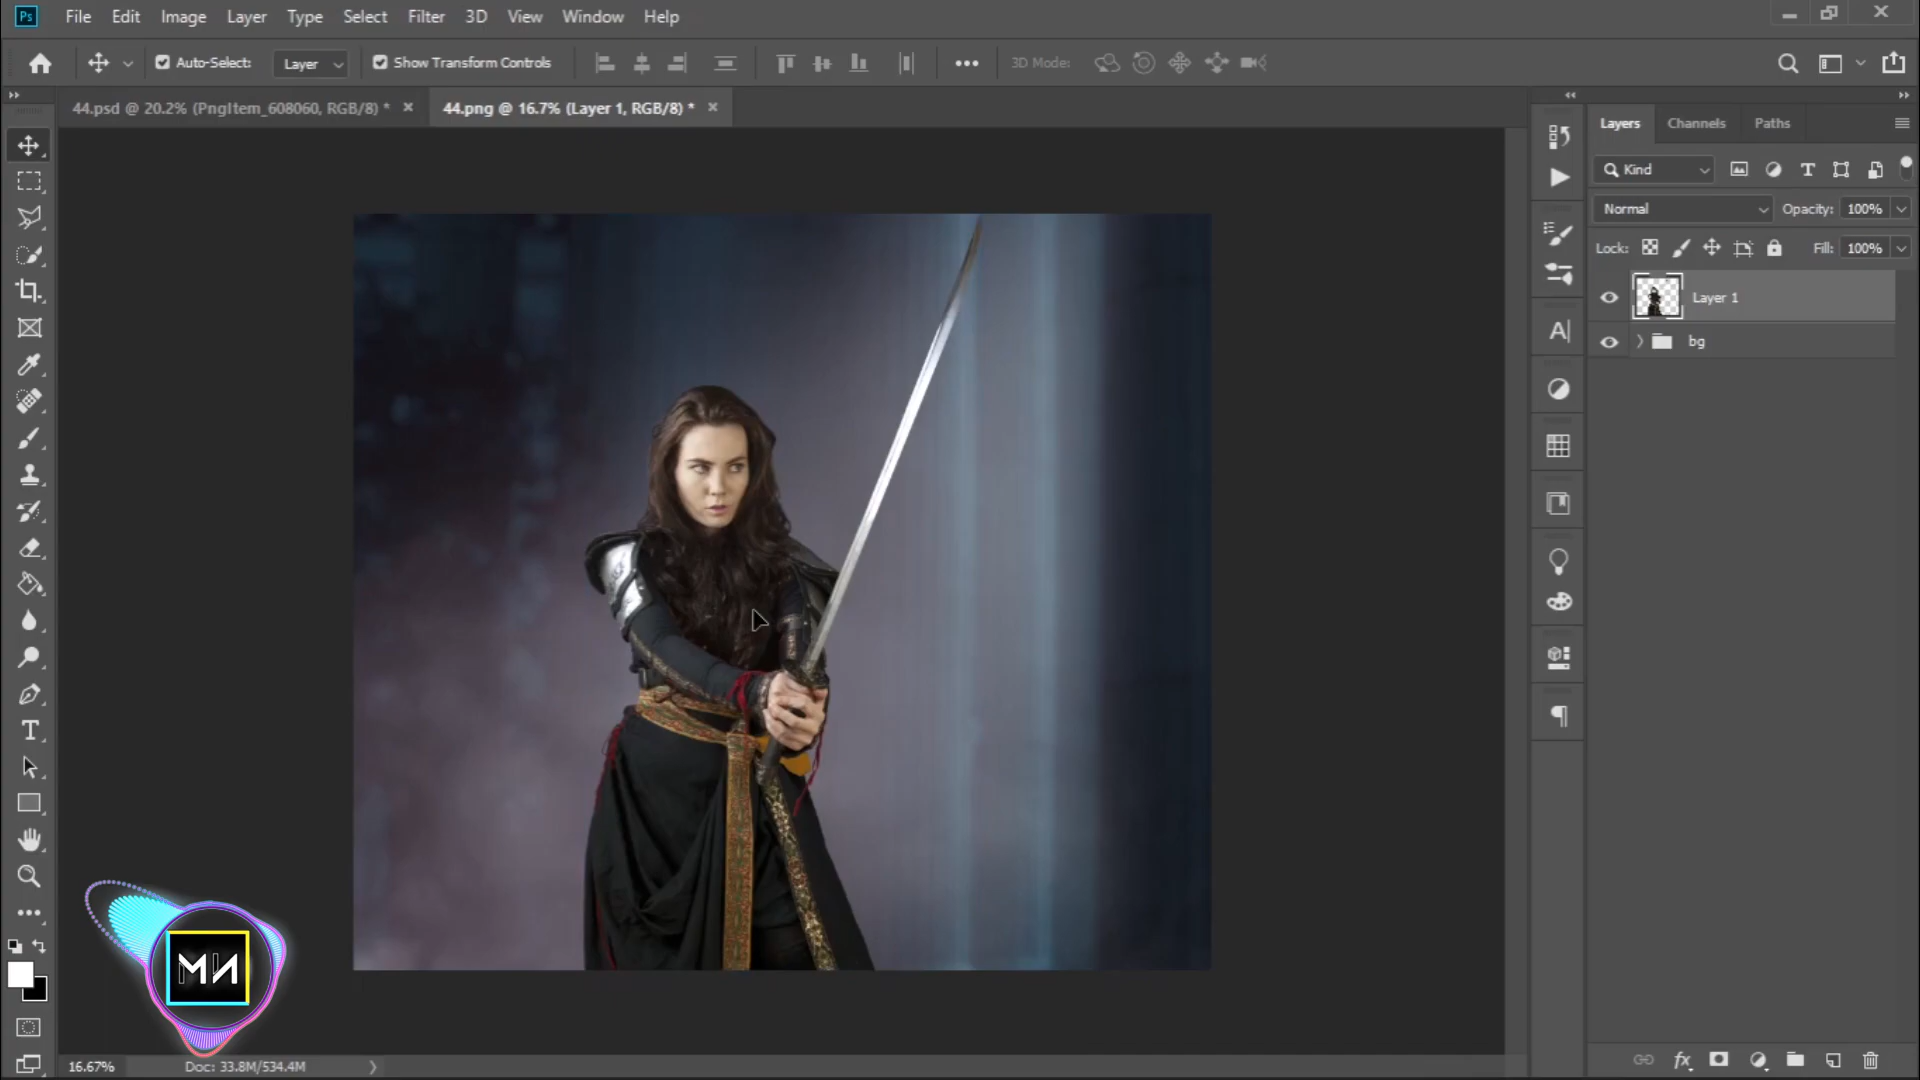 Ps File Edit Image Layer Type Select Filter 3D View Window Help
Auto-Select: Layer Show Transform Controls 3D Mode:
44.psd @ 20.2% (PngItem_608060, RGB/8) * ×
44.png @ 16.7% (Layer 1, RGB/8) * ×
Layers Channels Paths
Kind
Normal Opacity: 100%
Lock: Fill: 100%
Layer 1
bg
16.67% Doc: 33.8M/534.4M